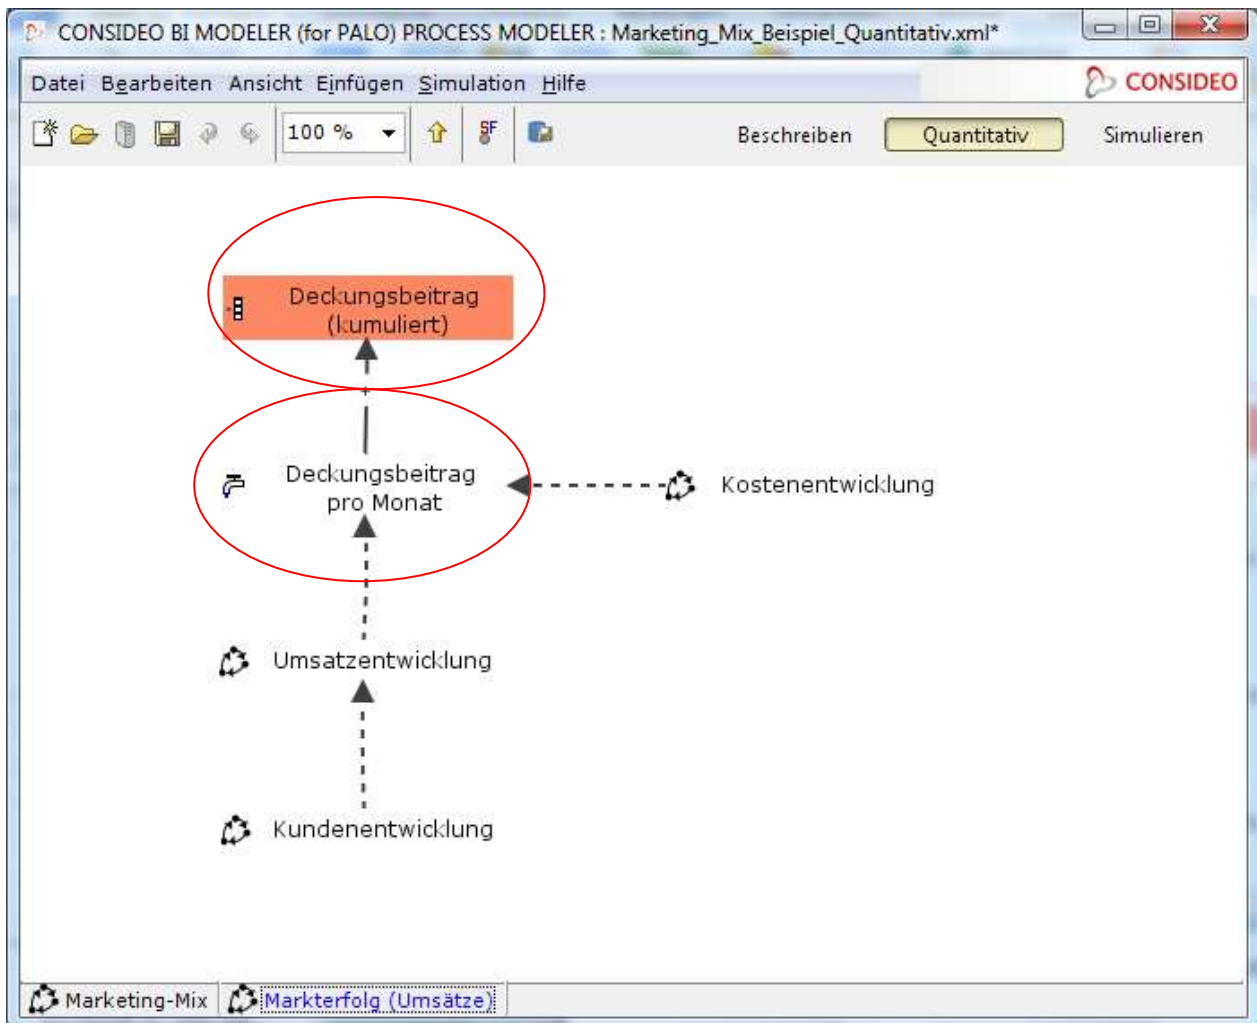 CONSIDEO BI MODELER (for PALO) PROCESS MODELER : Marketing_Mix_Beispiel_Quantitativ.xml*
Datei Bearbeiten Ansicht Einfügen Simulation Hilfe
CONSIDEO
100 %
SF
Beschreiben Quantitativ Simulieren
Deckungsbeitrag
(kumuliert)
+
Deckungsbeitrag
pro Monat
Kostenentwicklung
Umsatzentwicklung
Kundenentwicklung
Marketing-Mix Markterfolg (Umsätze)